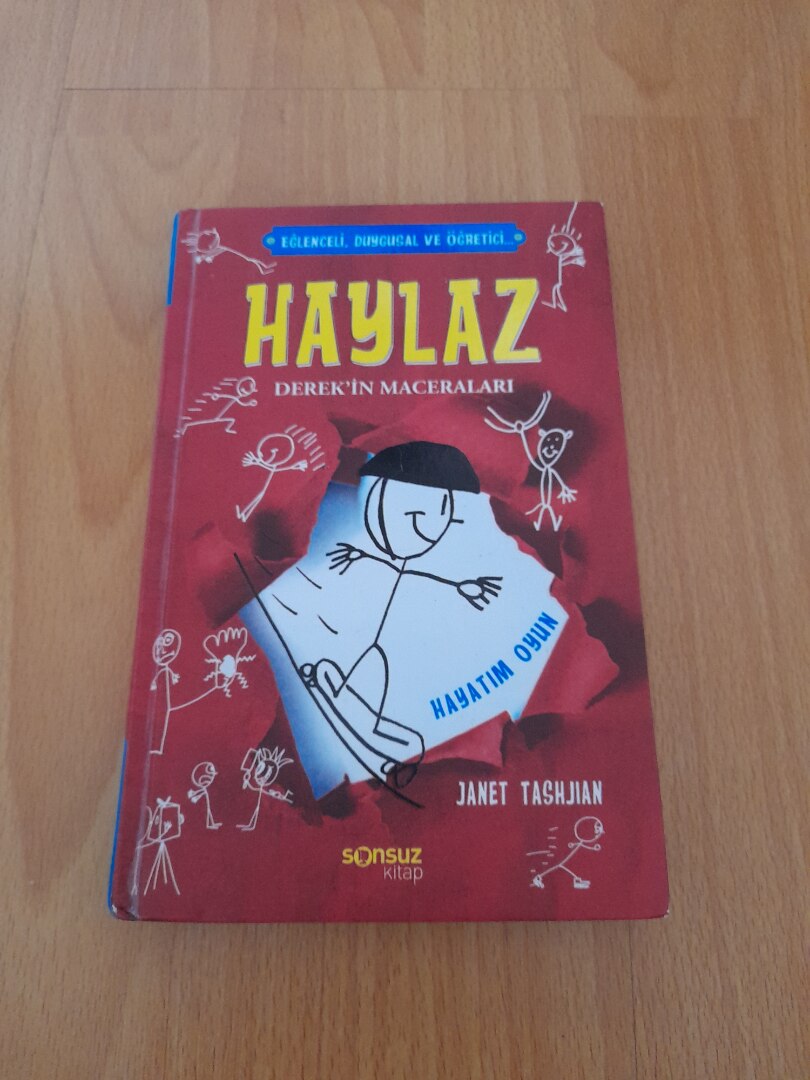 EĞLENCELİ, DUYGUSAL VE ÖĞRETİCİ...
HAYLAZ
DEREK'İN MACERALARI
HAYATIM OYUN
JANET TASHJIAN
sonsuz
kitap